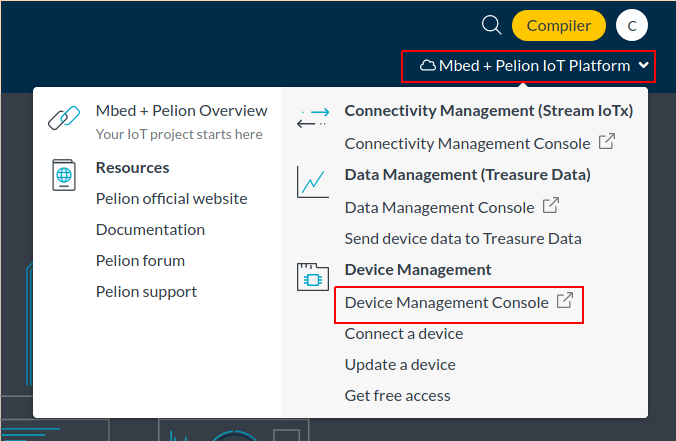 Compiler
C
Mbed + Pelion IoT Platform
Mbed + Pelion Overview
Your IoT project starts here
Resources
Pelion official website
Documentation
Pelion forum
Pelion support
Connectivity Management (Stream IoTx)
Connectivity Management Console
Data Management (Treasure Data)
Data Management Console
Send device data to Treasure Data
Device Management
Device Management Console
Connect a device
Update a device
Get free access